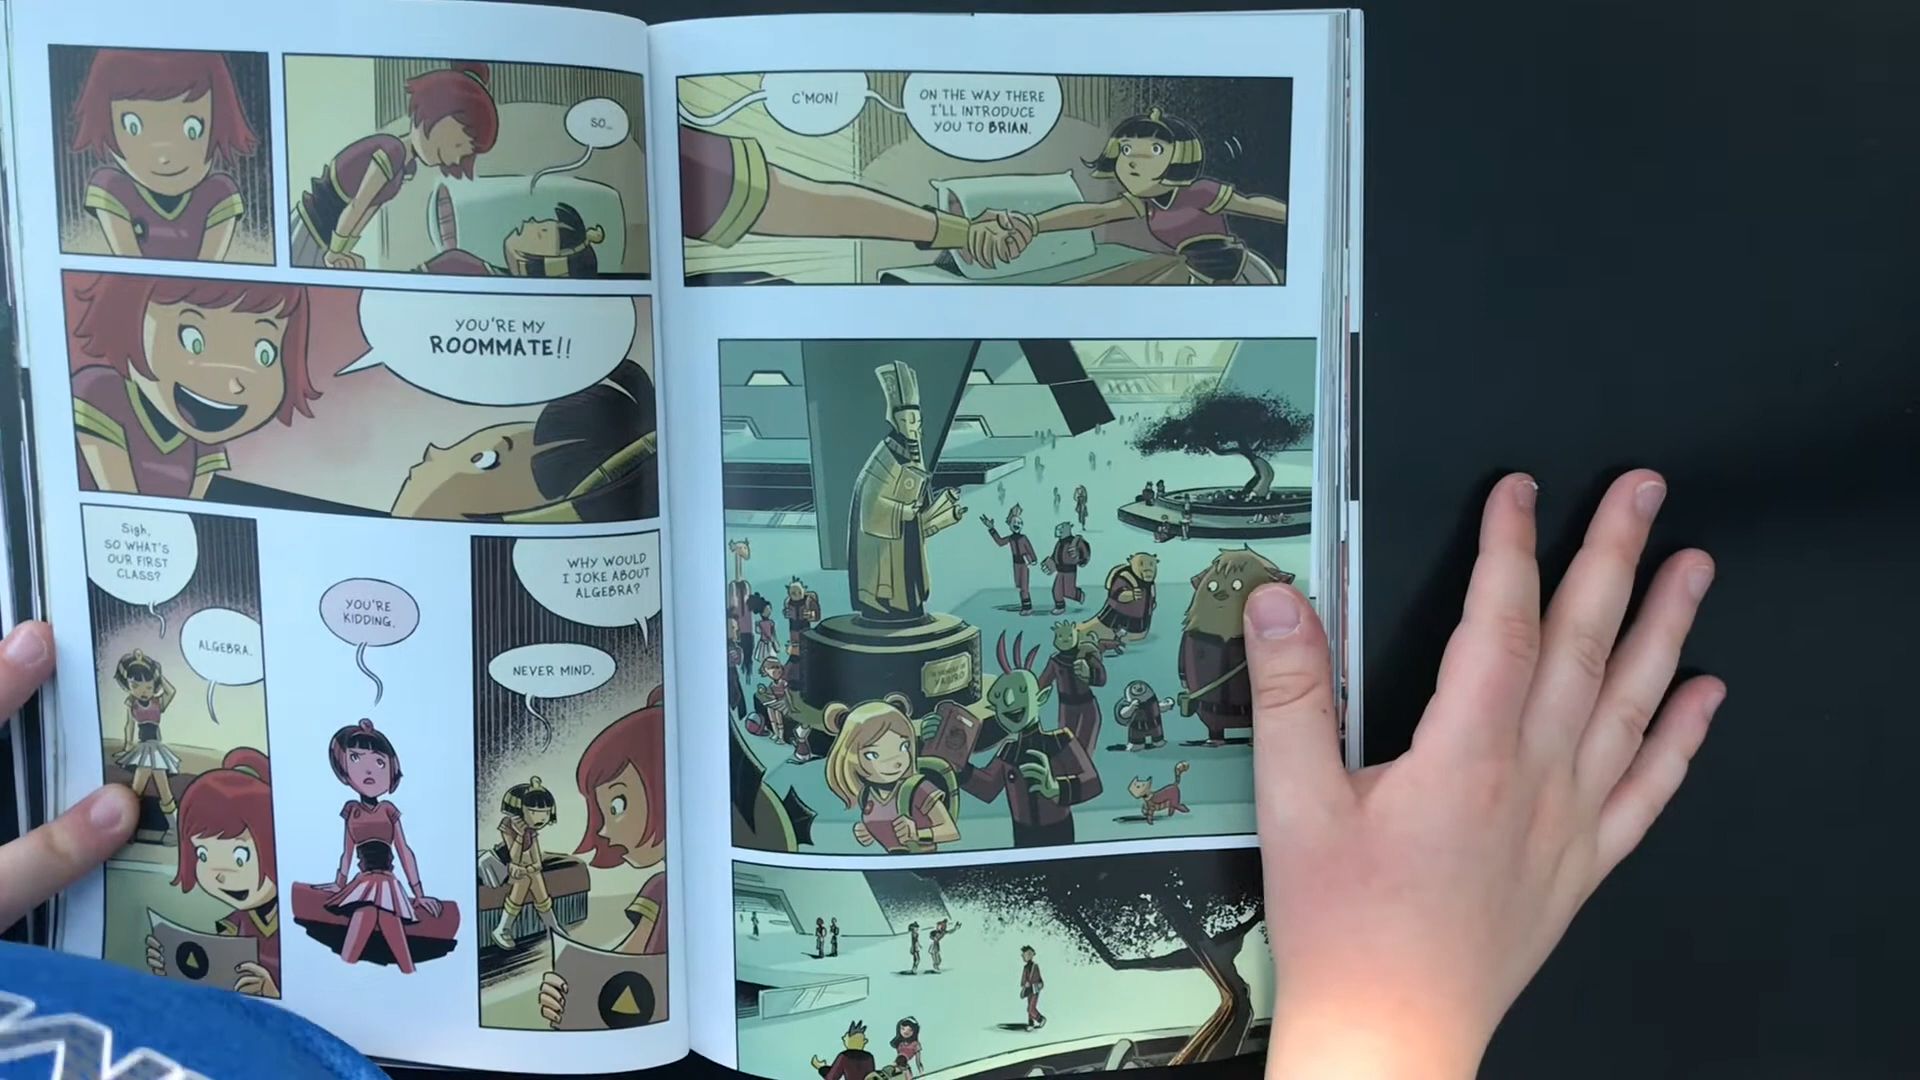 SO...
YOU'RE MY
ROOMMATE!!
Sigh.
SO WHAT'S
OUR FIRST
CLASS?
ALGEBRA.
YOU'RE
KIDDING.
WHY WOULD
I JOKE ABOUT
ALGEBRA?
NEVER MIND.
C'MON!
ON THE WAY THERE
I'LL INTRODUCE
YOU TO BRIAN.